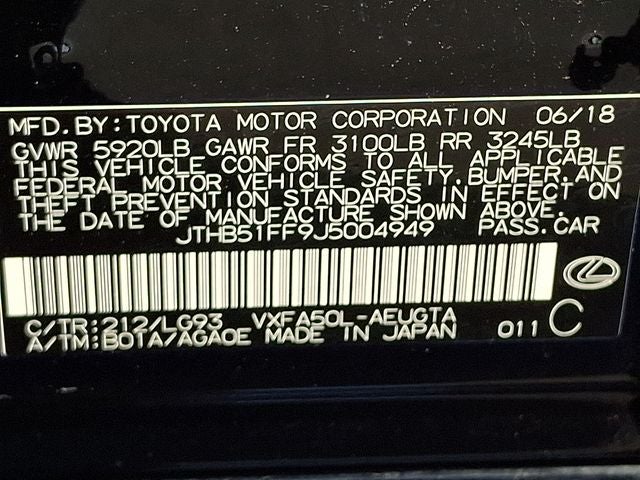 MFD. BY: TOYOTA MOTOR CORPORATION 06/18
GVWR 5920LB GAWR FR 3100LB RR 3245LB
THIS VEHICLE CONFORMS TO ALL APPLICABLE
FEDERAL MOTOR VEHICLE SAFETY, BUMPER, AND
THEFT PREVENTION STANDARDS IN EFFECT ON
THE DATE OF MANUFACTURE SHOWN ABOVE.
JTHB51FF9J5004949 PASS. CAR
C/TR: 212/LG93 VXFA50L-AEUGTA
A/TM: B01A/AGA0E MADE IN JAPAN 011 C